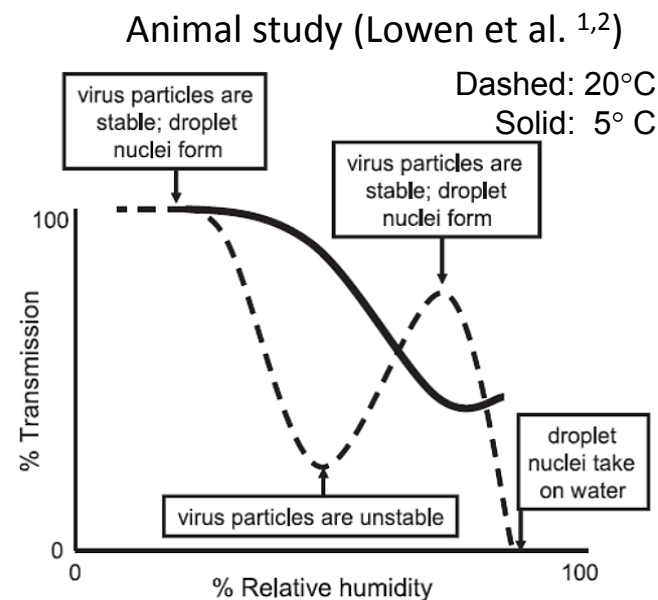 Animal study (Lowen et al. 1,2)
Dashed: 20°C
Solid: 5° C
virus particles are
stable; droplet
nuclei form
virus particles are
stable; droplet
nuclei form
100
% Transmission
droplet
nuclei take
on water
virus particles are unstable
0
0
100
% Relative humidity